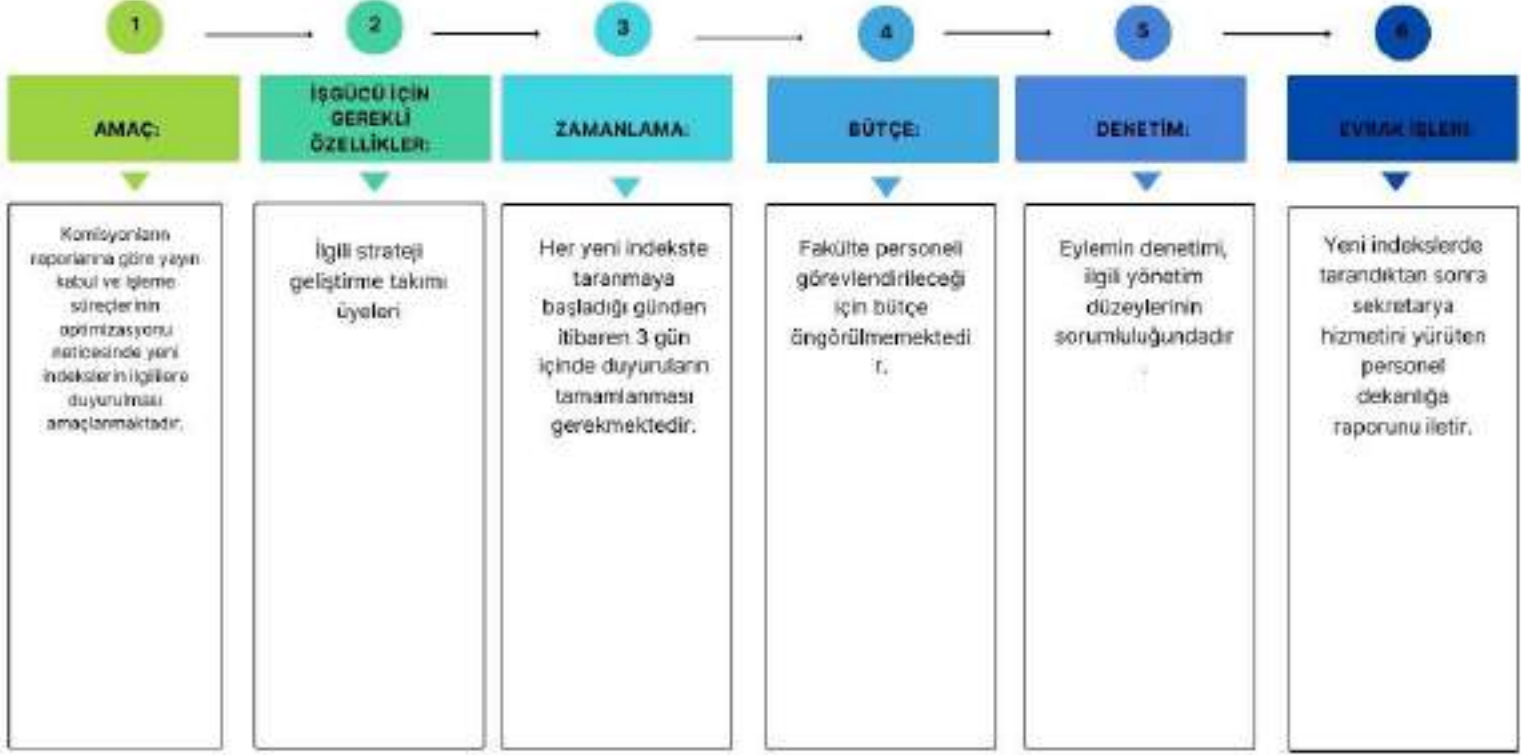 1
2
3
4
5
6
AMAÇ:
İŞGÜCÜ İÇİN
GEREKLİ
ÖZELLİKLER:
ZAMANLAMA:
BÜTÇE:
DENETİM:
EVRAK İŞLERİ:
Komisyonların
raporlarına göre yayın
kabul ve işleme
süreçlerinin
optimizasyonu
neticesinde yeni
indekslerin ilgililere
duyurulması
amaçlanmaktadır.
İlgili strateji
geliştirme takımı
üyeleri
Her yeni indekste
taranmaya
başladığı günden
itibaren 3 gün
içinde duyuruların
tamamlanması
gerekmektedir.
Fakülte personeli
görevlendirileceği
için bütçe
öngörülmemektedi
r.
Eylemin denetimi,
ilgili yönetim
düzeylerinin
sorumluluğundadır
.
Yeni indekslerde
tarandıktan sonra
sekretarya
hizmetini yürüten
personel
dekanlığa
raporunu iletir.